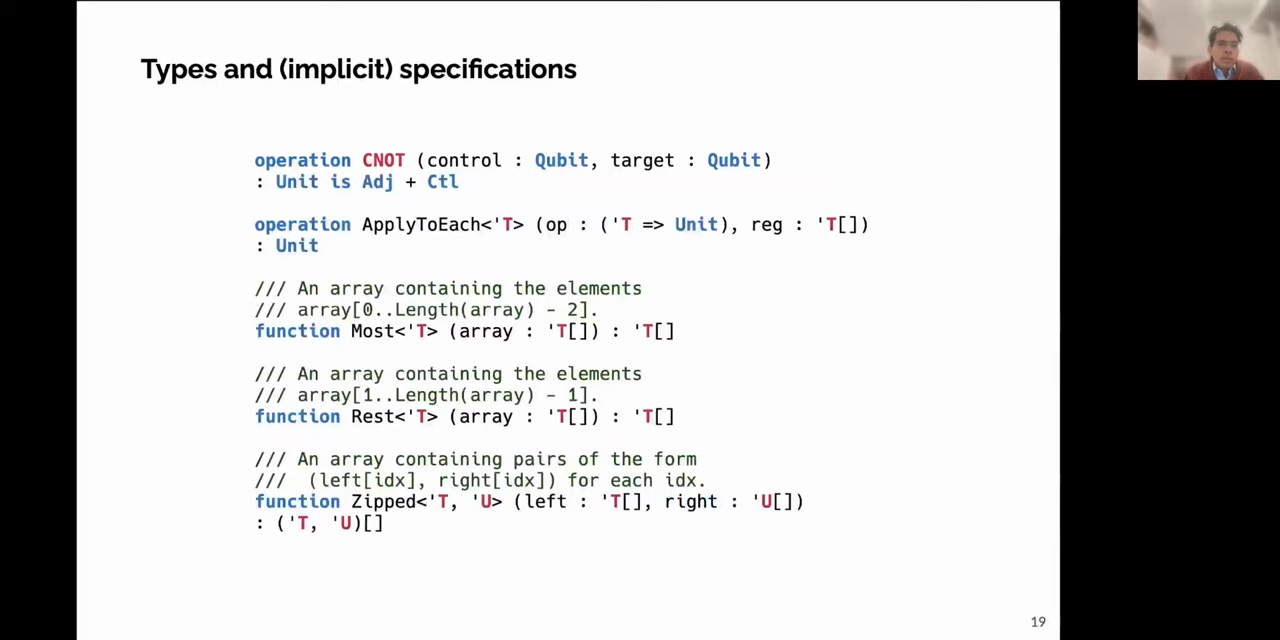 Types and (implicit) specifications
operation CNOT (control : Qubit, target : Qubit)
: Unit is Adj + Ctl
operation ApplyToEach<'T> (op : ('T => Unit), reg : 'T[])
: Unit
/// An array containing the elements
/// array[0..Length(array) - 2].
function Most<'T> (array : 'T[]) : 'T[]
/// An array containing the elements
/// array[1..Length(array) - 1].
function Rest<'T> (array : 'T[]) : 'T[]
/// An array containing pairs of the form
///  (left[idx], right[idx]) for each idx.
function Zipped<'T, 'U> (left : 'T[], right : 'U[])
: ('T, 'U)[]
19